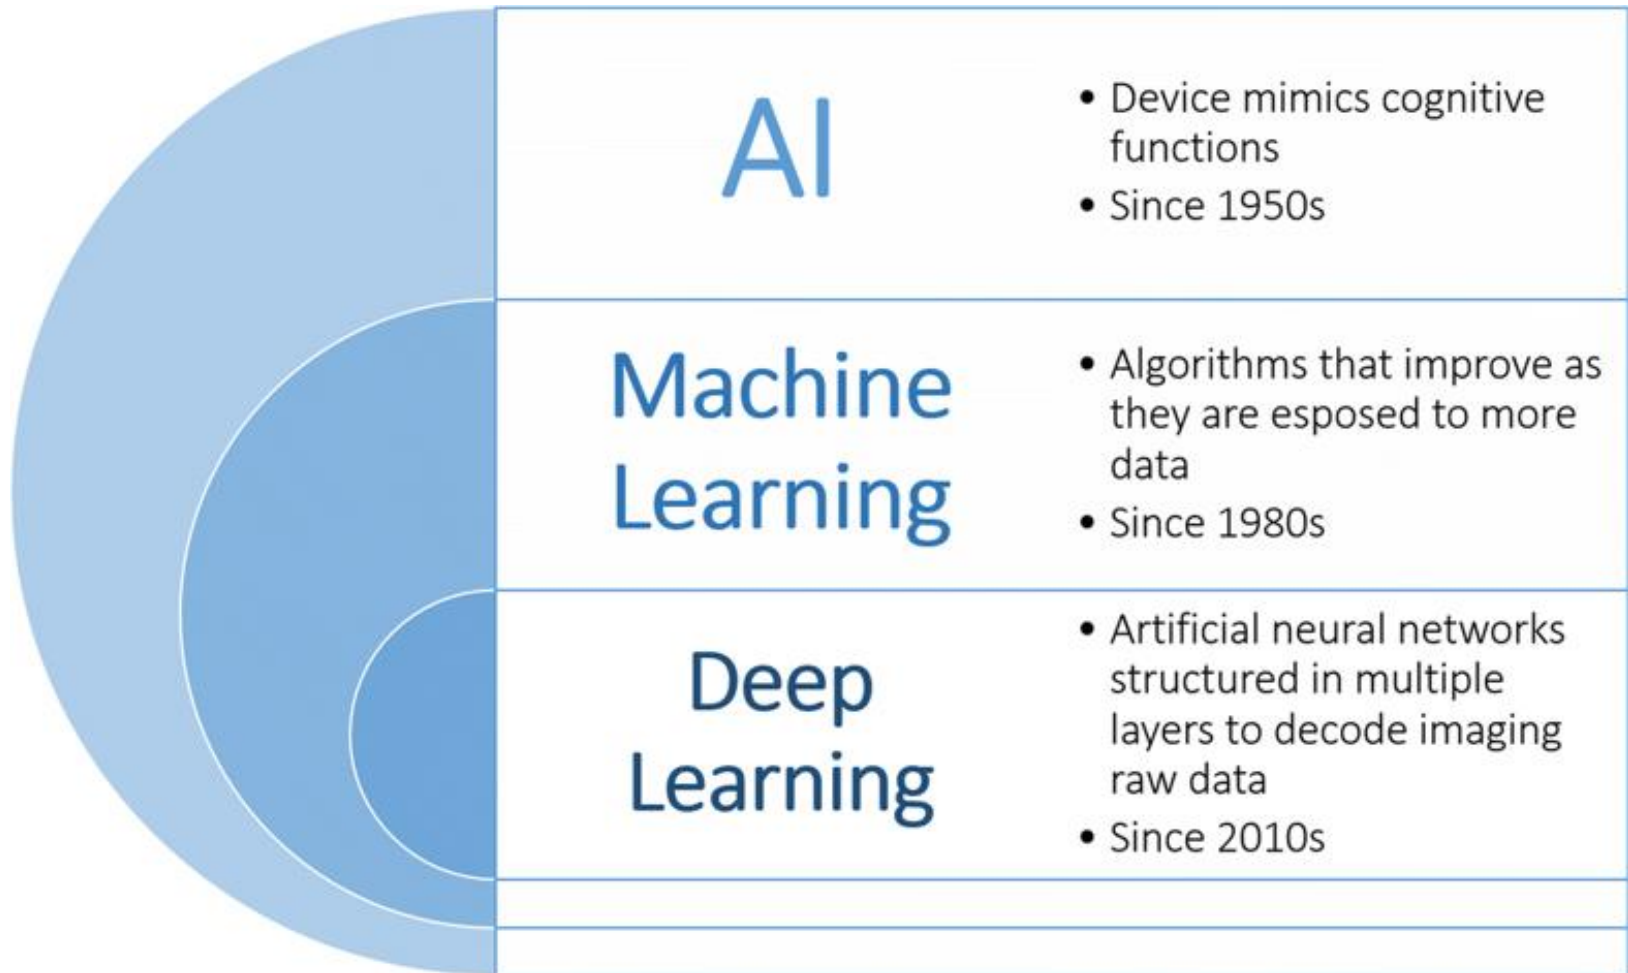 AI
• Device mimics cognitive
functions
• Since 1950s
Machine
Learning
• Algorithms that improve as
they are esposed to more
data
• Since 1980s
Deep
Learning
• Artificial neural networks
structured in multiple
layers to decode imaging
raw data
• Since 2010s